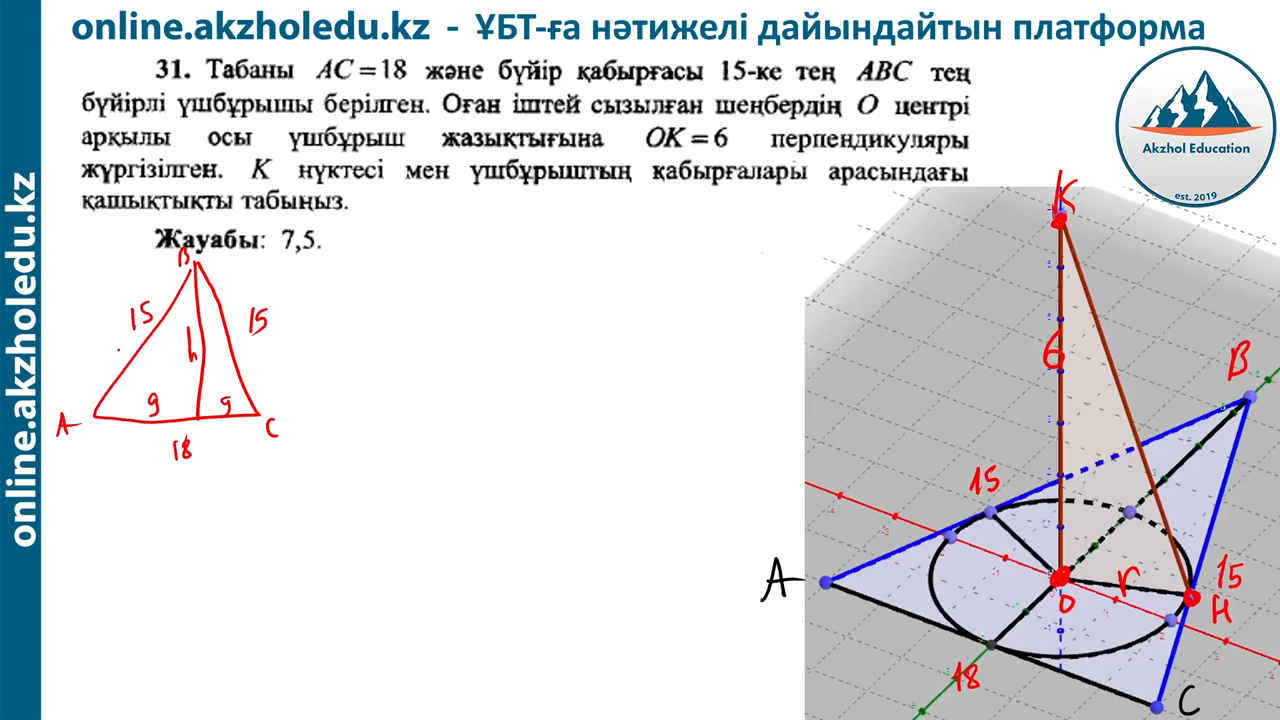 online.akzholedu.kz - ҰБТ-ға нәтижелі дайындайтын платформа
31. Табаны AC = 18 және бүйір қабырғасы 15-ке тең ABC тең
бүйірлі үшбұрышы берілген. Оған іштей сызылған шеңбердің O центрі
арқылы осы үшбұрыш жазықтығына OK = 6 перпендикуляры
жүргізілген. K нүктесі мен үшбұрыштың қабырғалары арасындағы
қашықтықты табыңыз.
Жауабы: 7,5.
Akzhol Education
est. 2019
online.akzholedu.kz
B
15
15
h
9
9
A
C
18
K
6
B
15
A
O
r
15
H
18
C